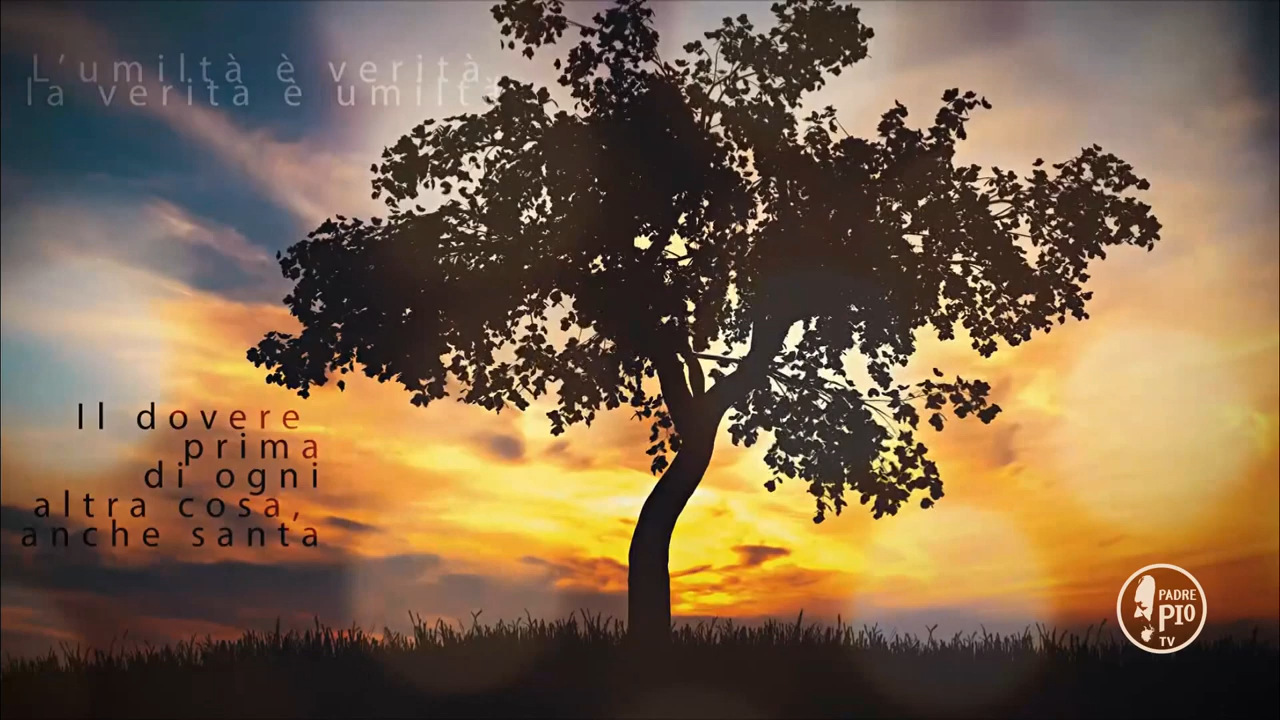 L'umiltà è verità,
la verità è umiltà
Il dovere
prima
di ogni
altra cosa,
anche santa
PADRE
PIO
TV